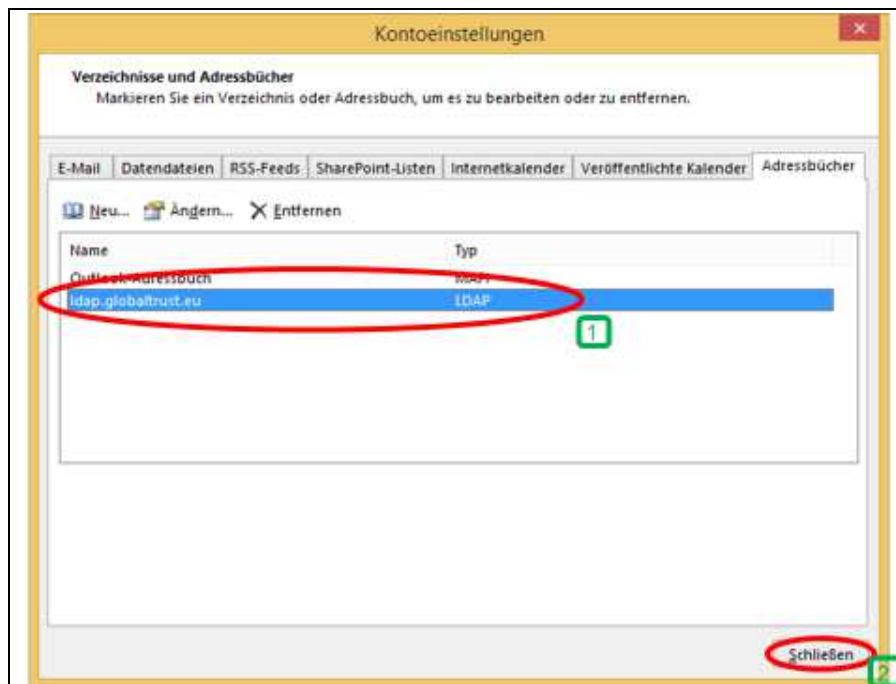 Kontoeinstellungen
Verzeichnisse und Adressbücher
Markieren Sie ein Verzeichnis oder Adressbuch, um es zu bearbeiten oder zu entfernen.
E-Mail Datendateien RSS-Feeds SharePoint-Listen Internetkalender Veröffentlichte Kalender Adressbücher
Neu... Ändern... Entfernen
Name Typ
Outlook-Adressbuch MAPI
ldap.globaltrust.eu LDAP
1
Schließen
2